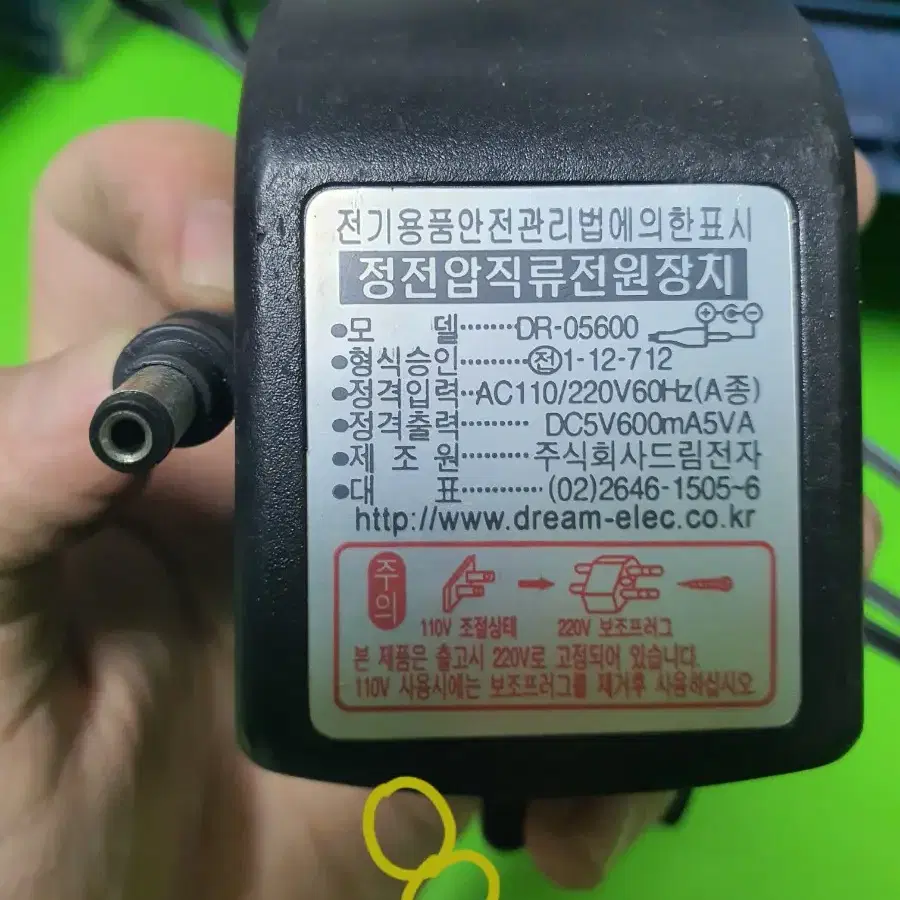 전기용품안전관리법에의한표시
정전압직류전원장치
●모 델·······DR-05600
●형식승인·········전1-12-712
●정격입력··AC110/220V60Hz(A종)
●정격출력········· DC5V600mA5VA
●제 조 원·········주식회사드림전자
●대 표···········(02)2646-1505~6
http://www.dream-elec.co.kr
주의
110V 조절상태 220V 보조프러그
본 제품은 출고시 220V로 고정되어 있습니다.
110V 사용시에는 보조프러그를 제거후 사용하십시오